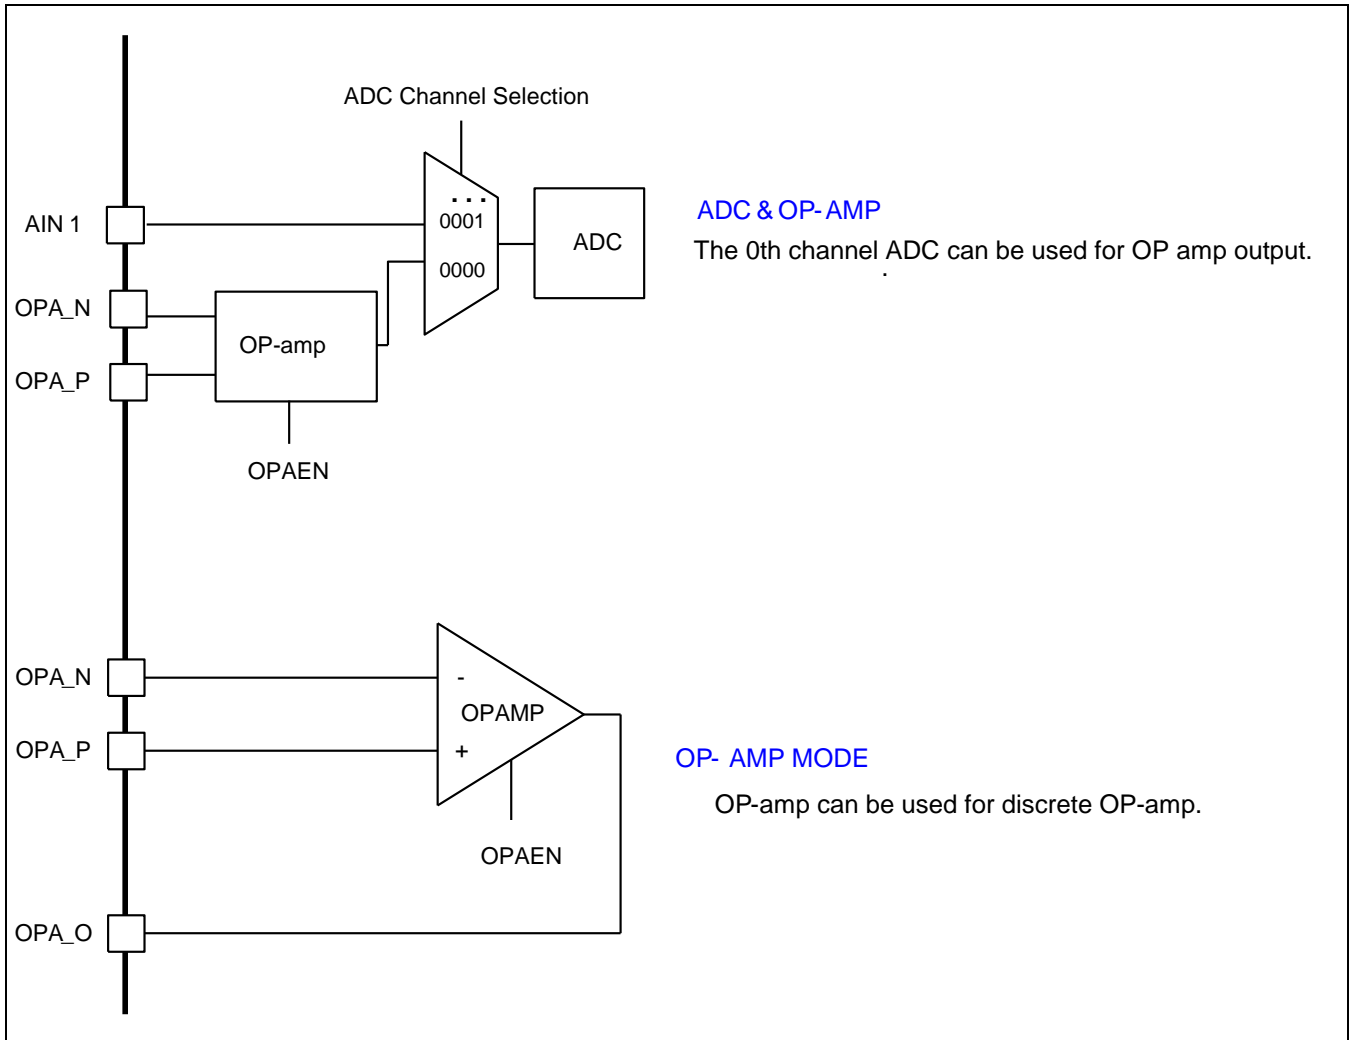 ADC Channel Selection
...
AIN 1
0001
ADC
0000
ADC & OP- AMP
The 0th channel ADC can be used for OP amp output.
.
OPA_N
OP-amp
OPA_P
OPAEN
OPA_N
-
OPAMP
OPA_P
+
OPAEN
OP- AMP MODE
OP-amp can be used for discrete OP-amp.
OPA_O